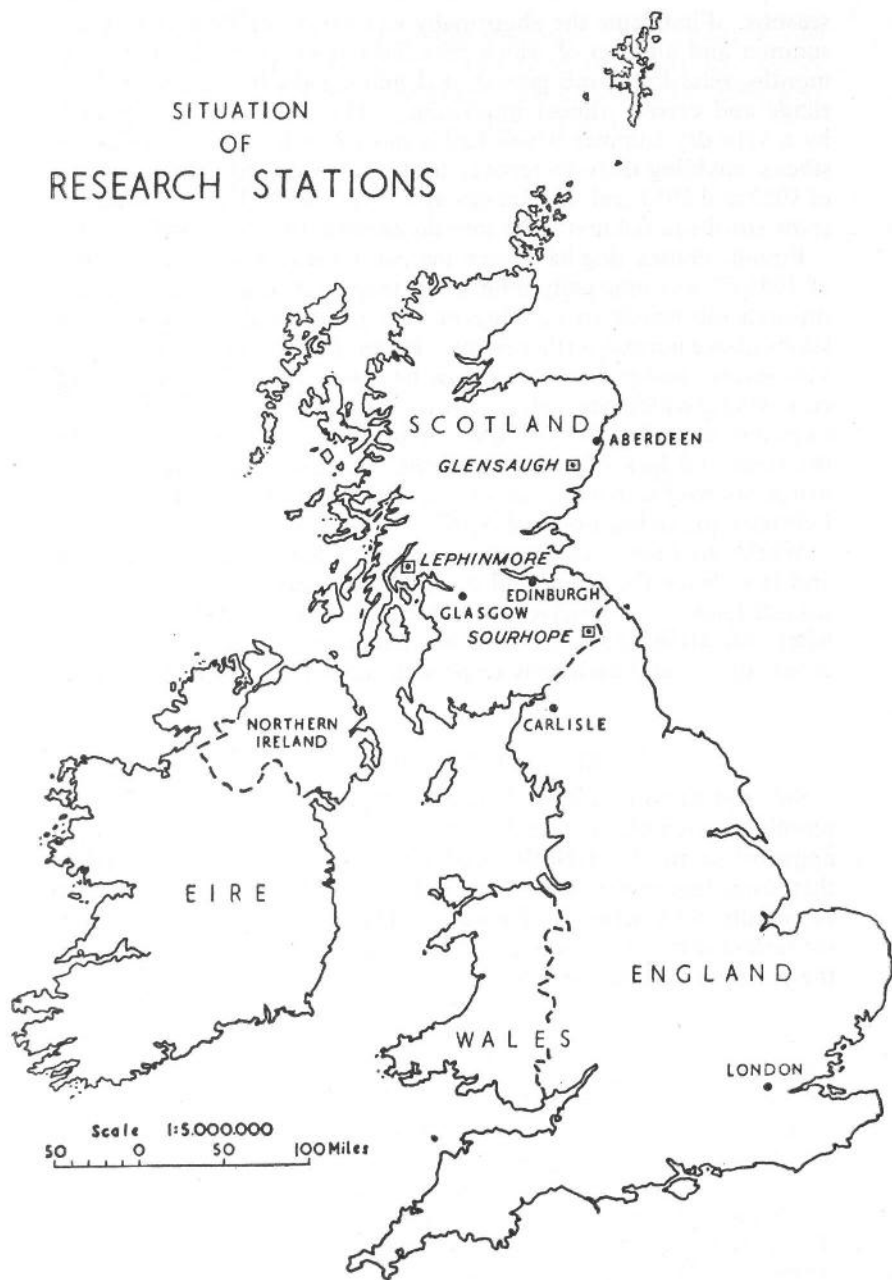 SITUATION
OF
RESEARCH STATIONS
SCOTLAND
ABERDEEN
GLENSAUGH
LEPHINMORE
EDINBURGH
GLASGOW
SOURHOPE
NORTHERN
IRELAND
CARLISLE
EIRE
ENGLAND
WALES
LONDON
Scale 1:5.000.000
50 0 50 100 Miles